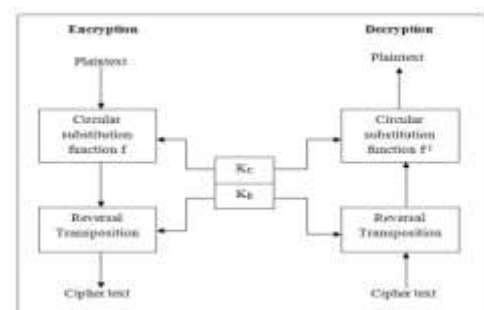 Encryption
Plaintext
Circular
substitution
function f
Reversal
Transposition
Cipher text
KC
KR
Decryption
Plaintext
Circular
substitution
function f¹
Reversal
Transposition
Cipher text